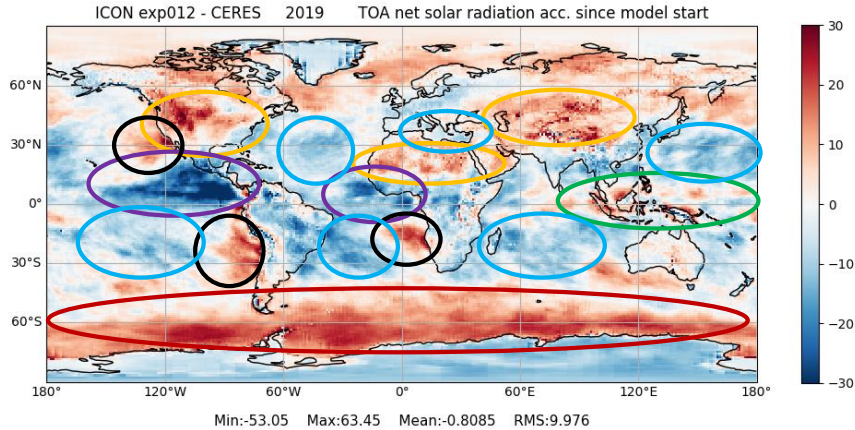 ICON exp012 - CERES 2019 TOA net solar radiation acc. since model start
30
60°N
20
30°N
10
0°
0
30°S
−10
60°S
−20
−30
180° 120°W 60°W 0° 60°E 120°E 180°
Min:-53.05 Max:63.45 Mean:-0.8085 RMS:9.976